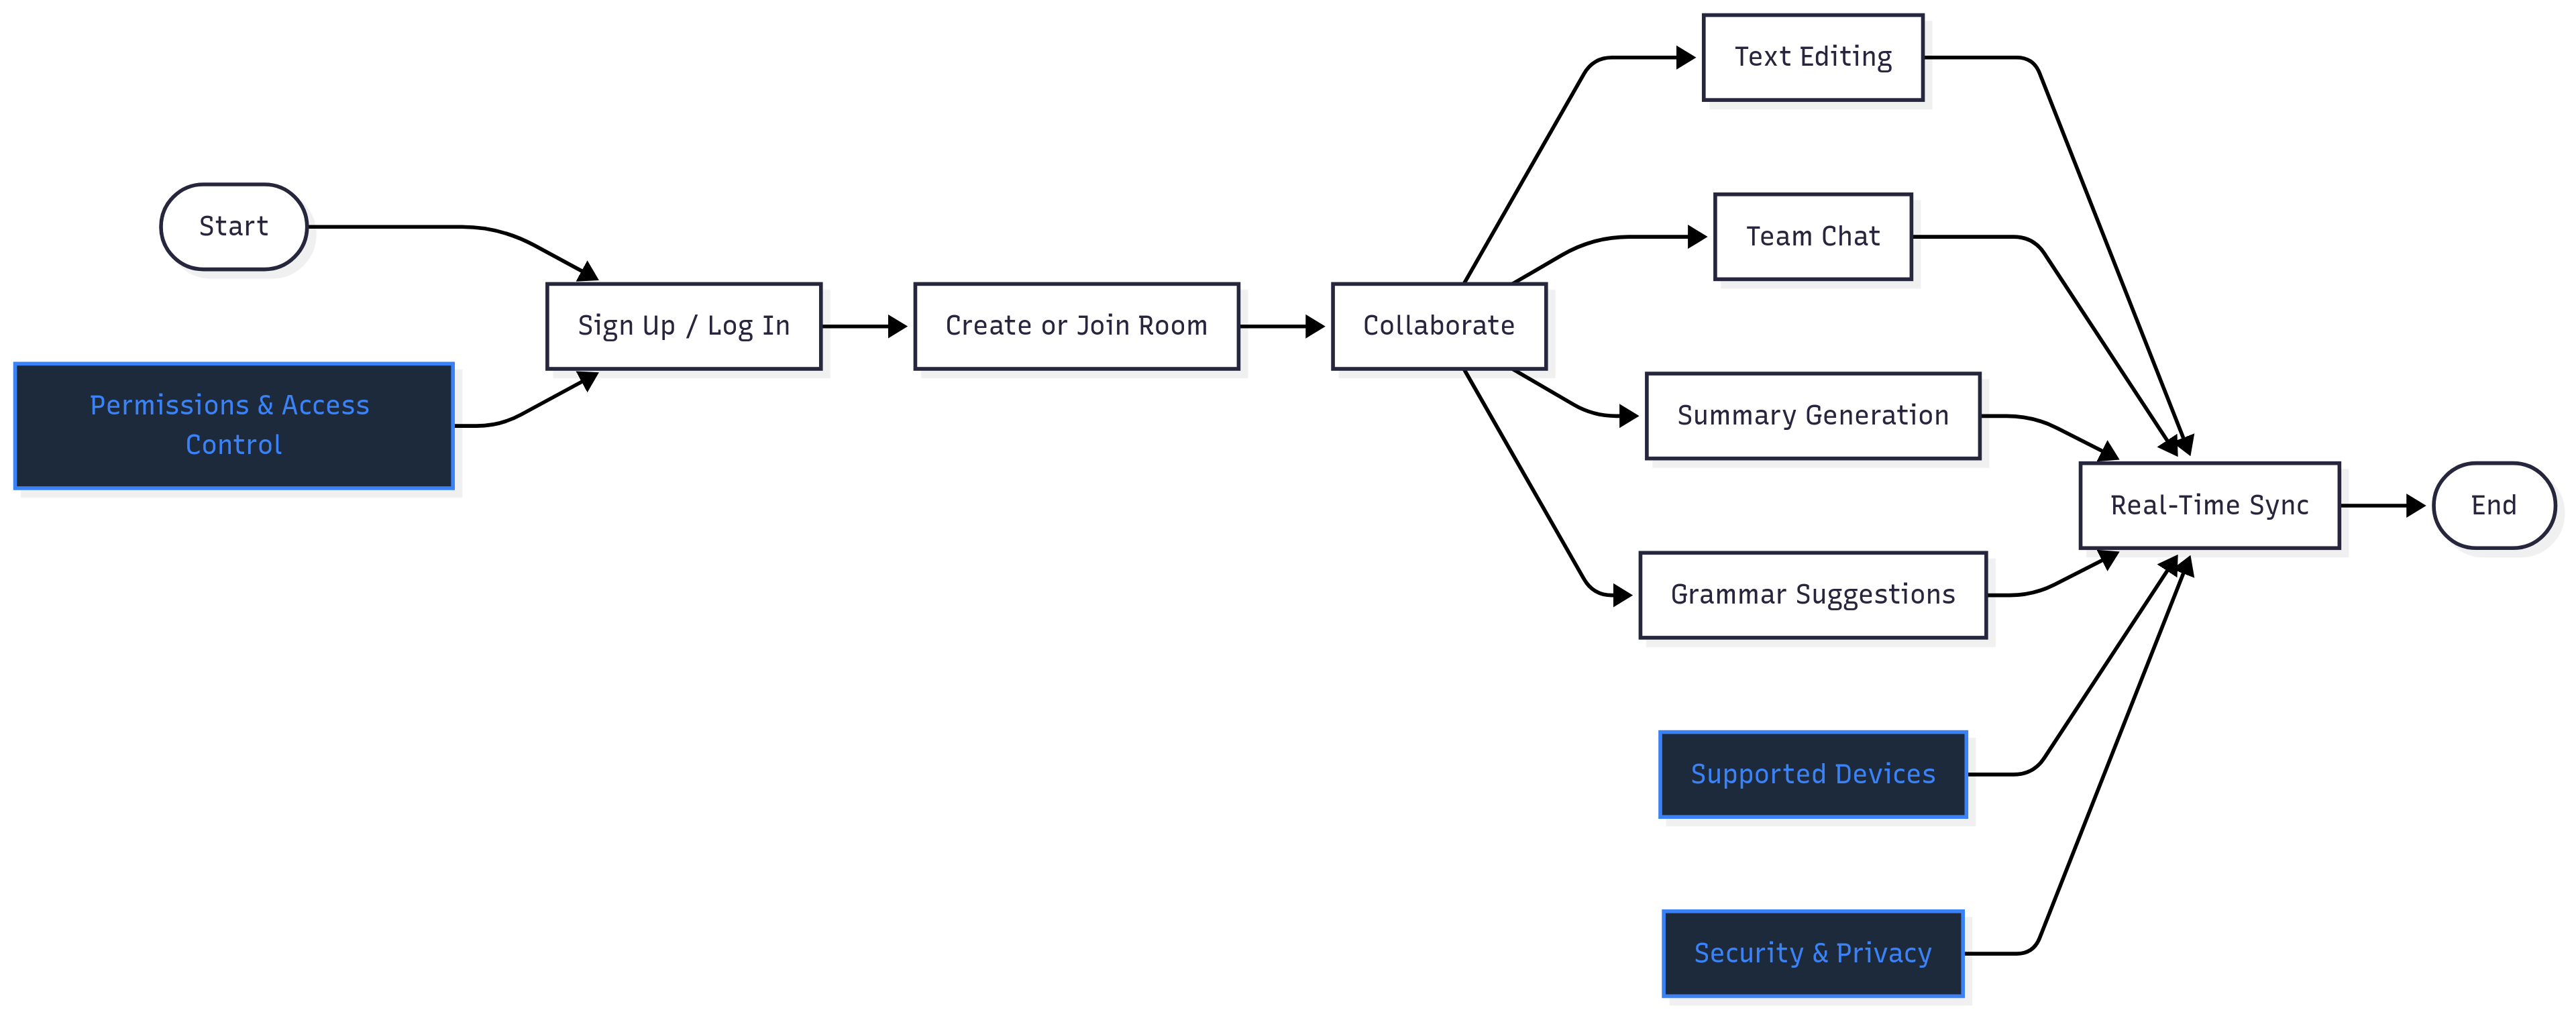 Start
Permissions & Access
Control
Sign Up / Log In
Create or Join Room
Collaborate
Text Editing
Team Chat
Summary Generation
Grammar Suggestions
Supported Devices
Security & Privacy
Real-Time Sync
End